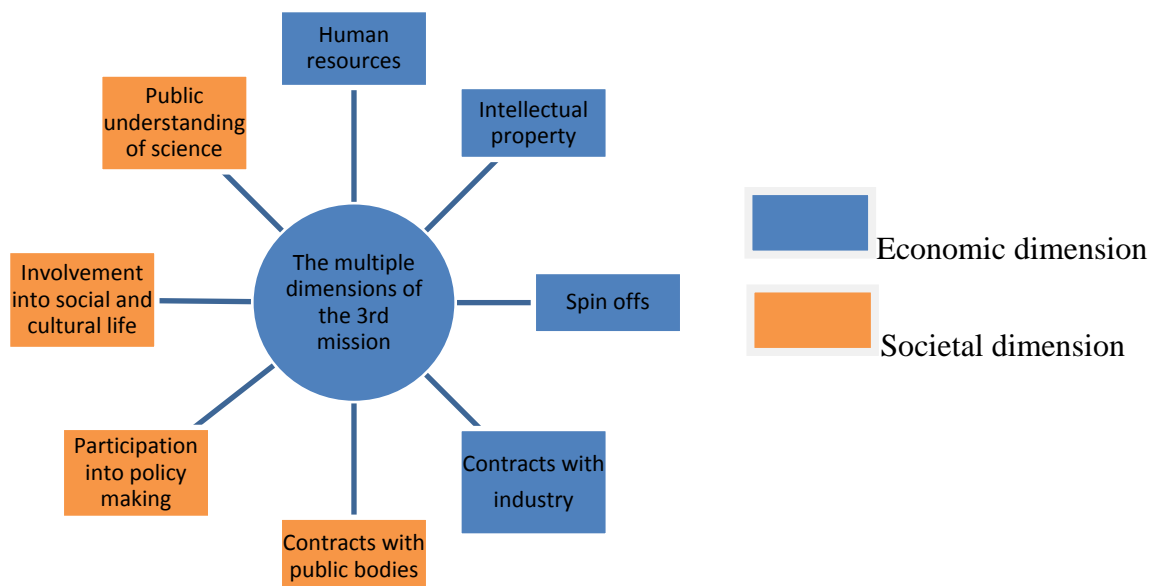 Human
resources
Public
understanding
of science
Intellectual
property
Involvement
into social and
cultural life
The multiple
dimensions of
the 3rd
mission
Spin offs
Participation
into policy
making
Contracts with
industry
Contracts with
public bodies
Economic dimension
Societal dimension